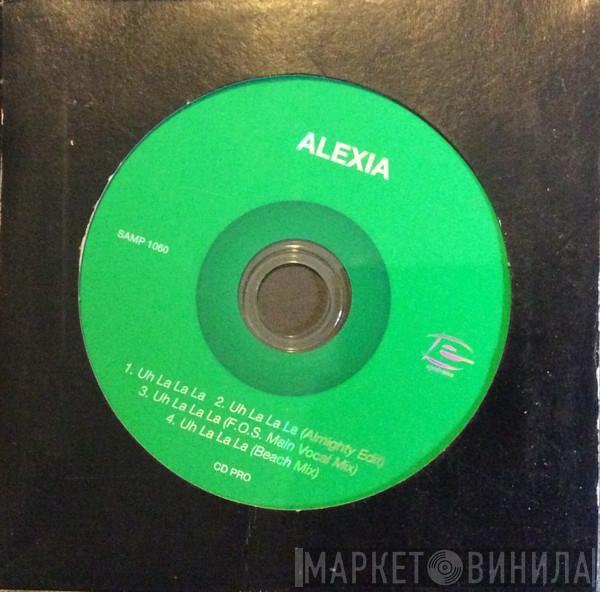 ALEXIA
SAMP 1060
1. Uh La La La 2. Uh La La La (Almighty Edit)
3. Uh La La La (F.O.S. Main Vocal Mix)
4. Uh La La La (Beach Mix)
CD PRO
МАРКЕТ ВИНИЛА